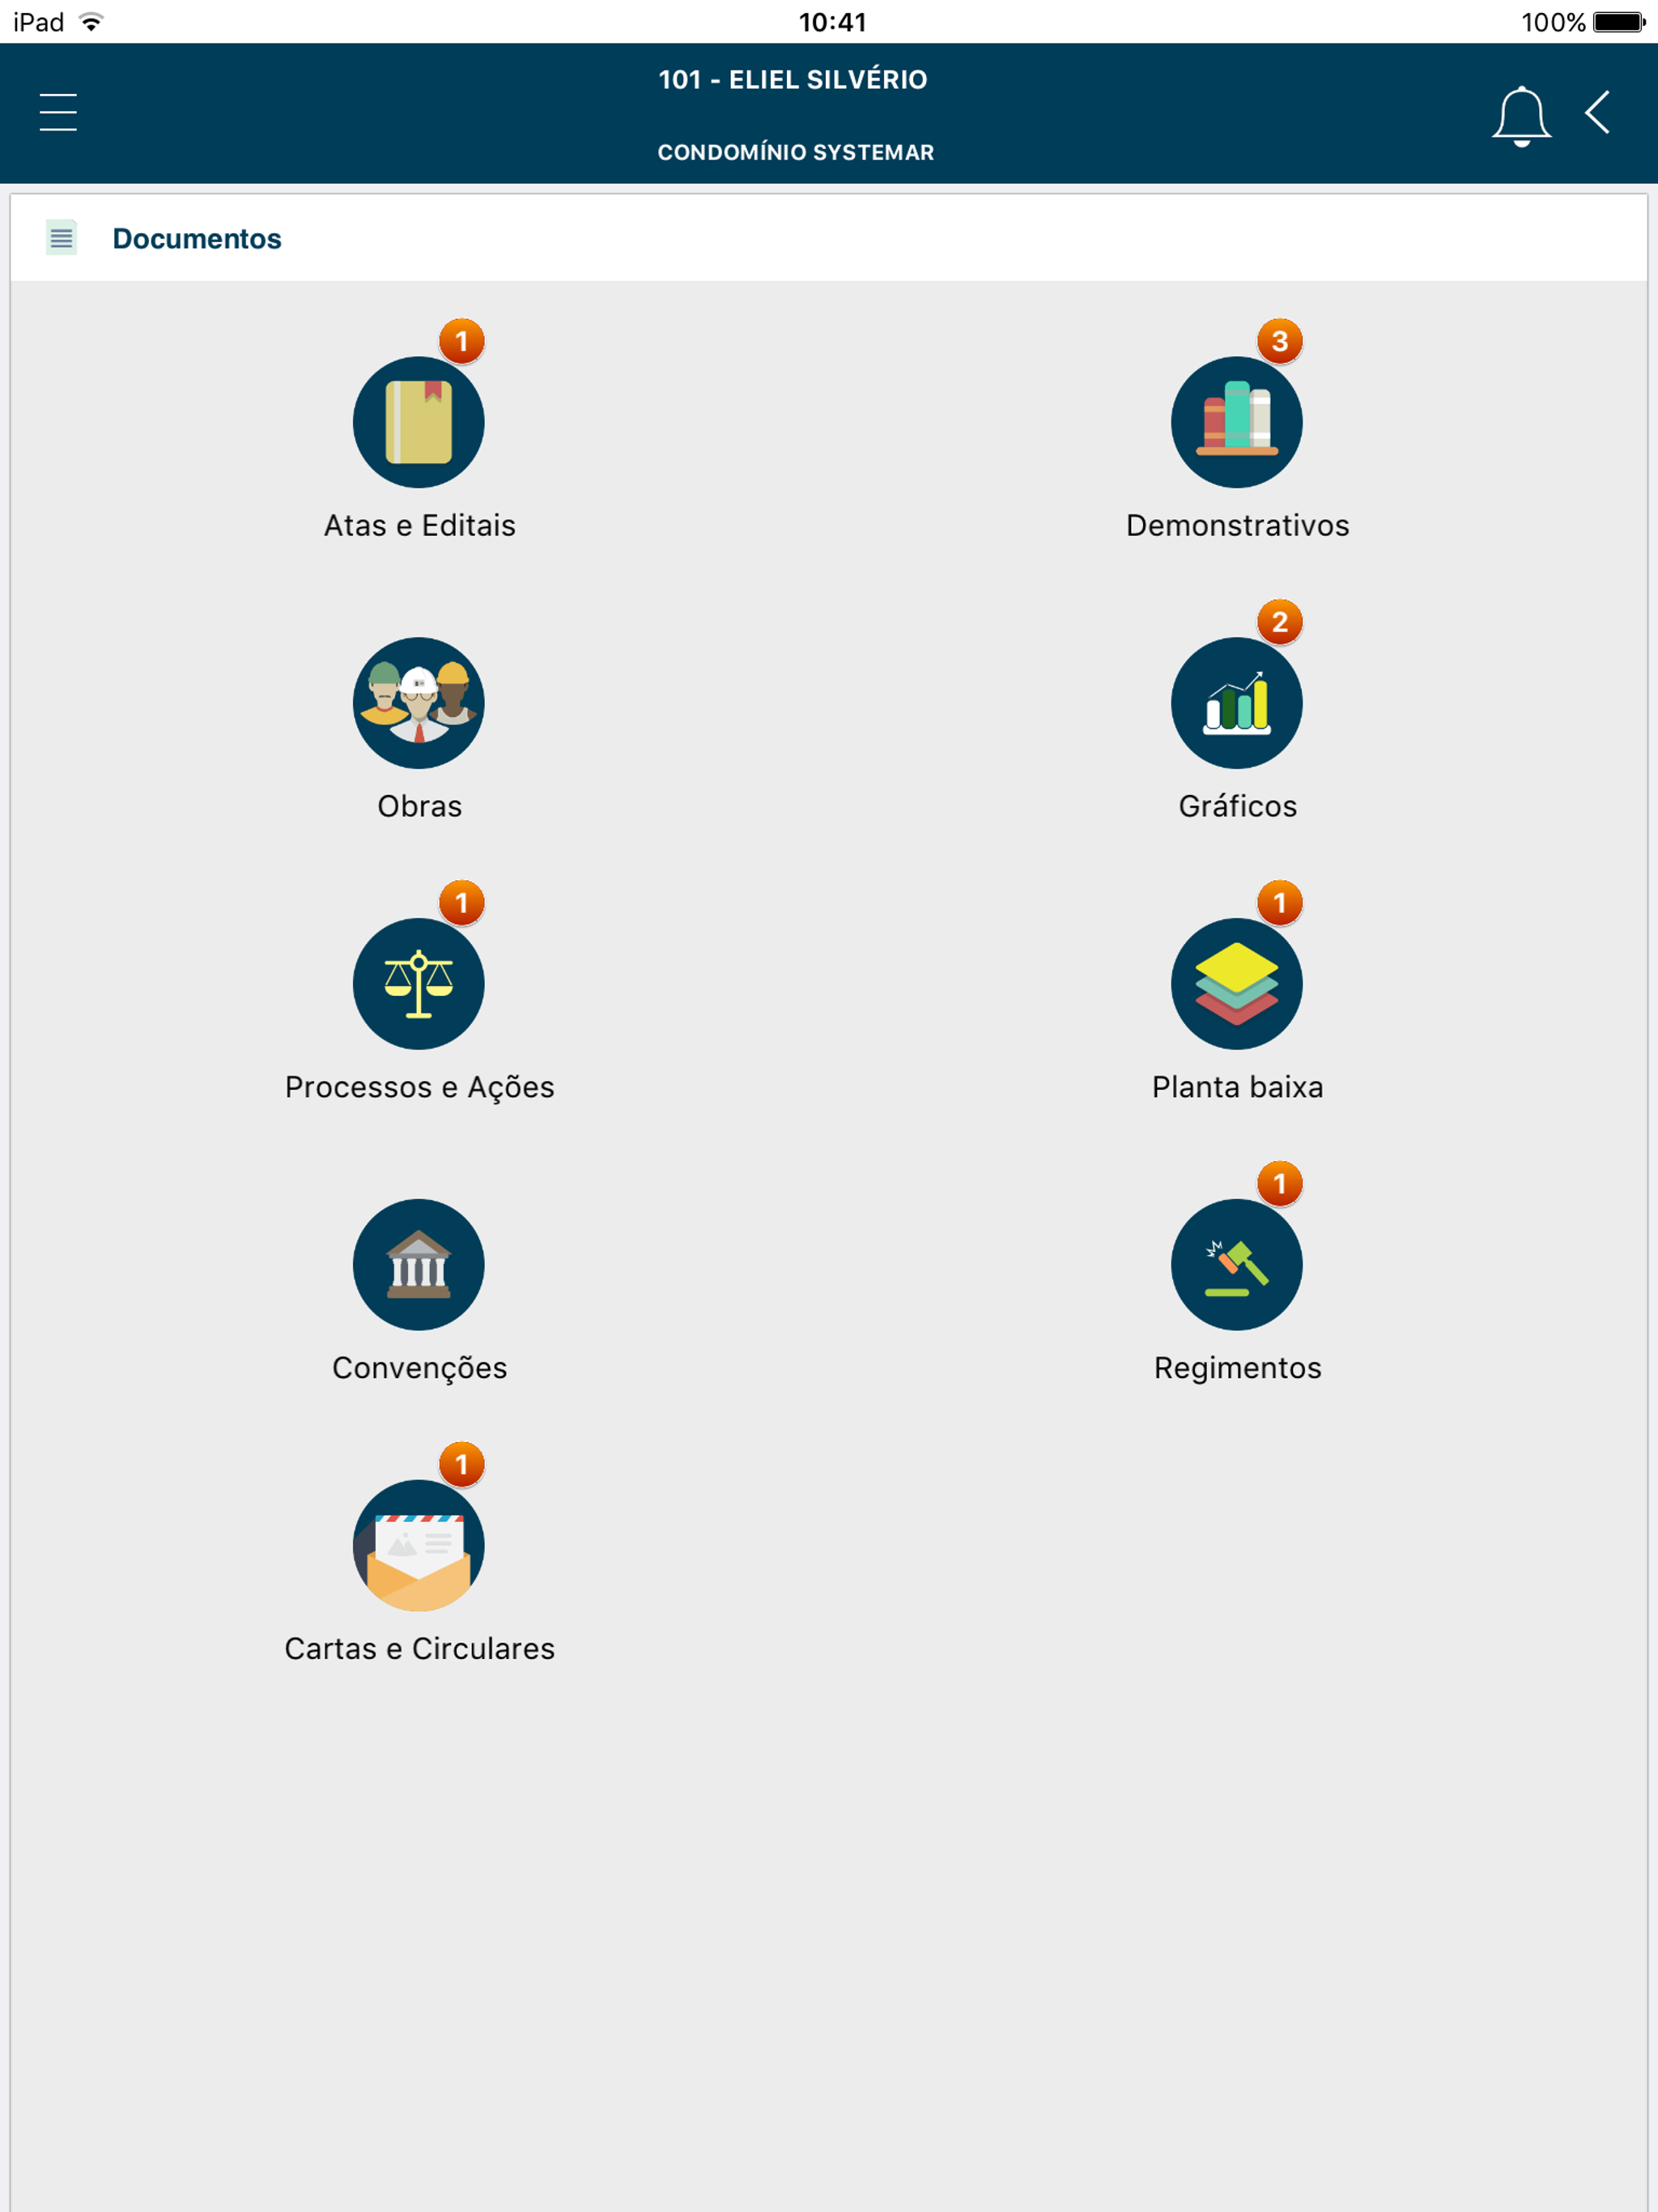 iPad 10:41 100%
101 - ELIEL SILVÉRIO
CONDOMÍNIO SYSTEMAR
Documentos
1 3
Atas e Editais Demonstrativos
2
Obras Gráficos
1 1
Processos e Ações Planta baixa
1
Convenções Regimentos
1
Cartas e Circulares